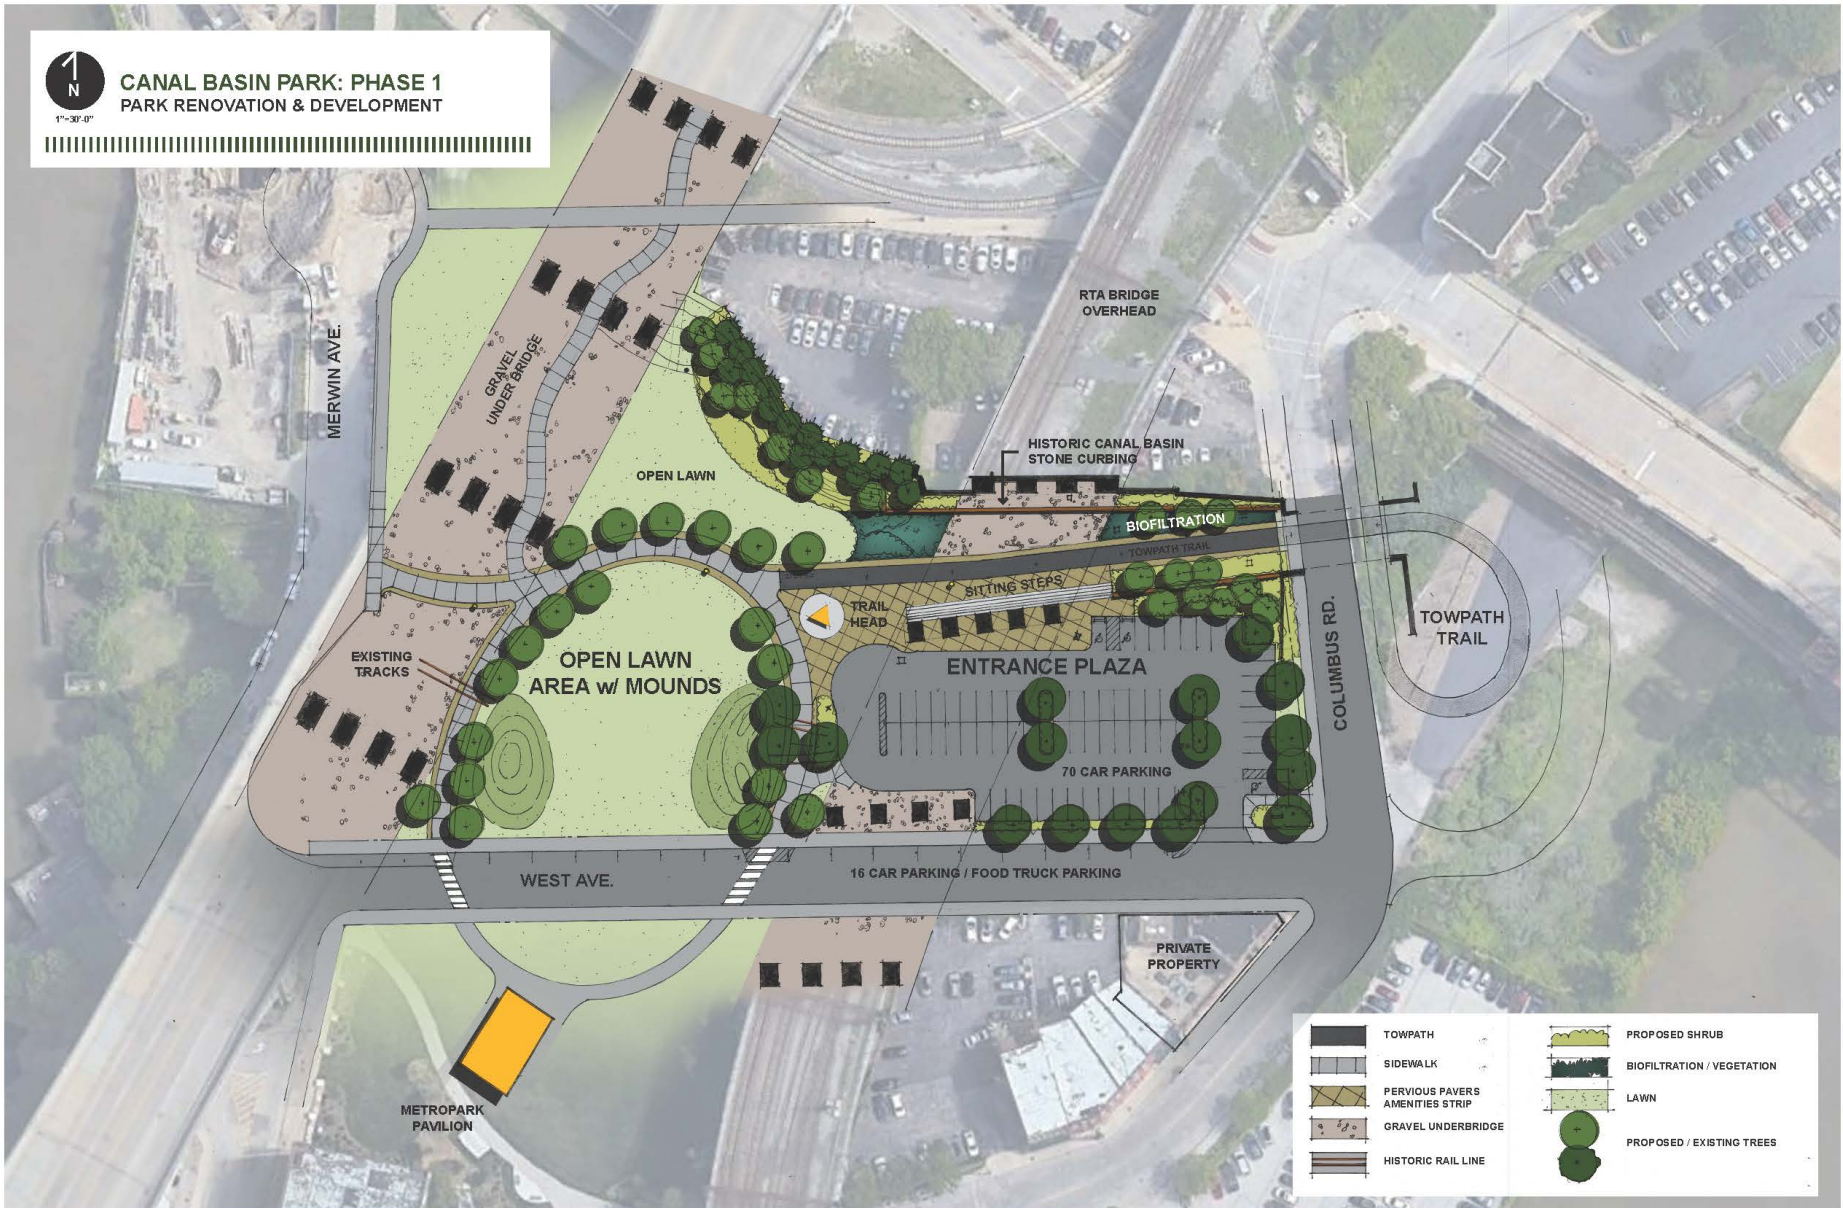 CANAL BASIN PARK: PHASE 1
PARK RENOVATION & DEVELOPMENT
N
1"=30'-0"
RTA BRIDGE
OVERHEAD
MERWIN AVE.
GRAVEL
UNDER BRIDGE
HISTORIC CANAL BASIN
STONE CURBING
OPEN LAWN
BIOFILTRATION
TOWPATH TRAIL
SITTING STEPS
TRAIL
HEAD
TOWPATH
TRAIL
COLUMBUS RD.
EXISTING
TRACKS
OPEN LAWN
AREA w/ MOUNDS
ENTRANCE PLAZA
70 CAR PARKING
WEST AVE.
16 CAR PARKING / FOOD TRUCK PARKING
PRIVATE
PROPERTY
METROPARK
PAVILION
TOWPATH
SIDEWALK
PERVIOUS PAVERS
AMENITIES STRIP
GRAVEL UNDERBRIDGE
HISTORIC RAIL LINE
PROPOSED SHRUB
BIOFILTRATION / VEGETATION
LAWN
PROPOSED / EXISTING TREES